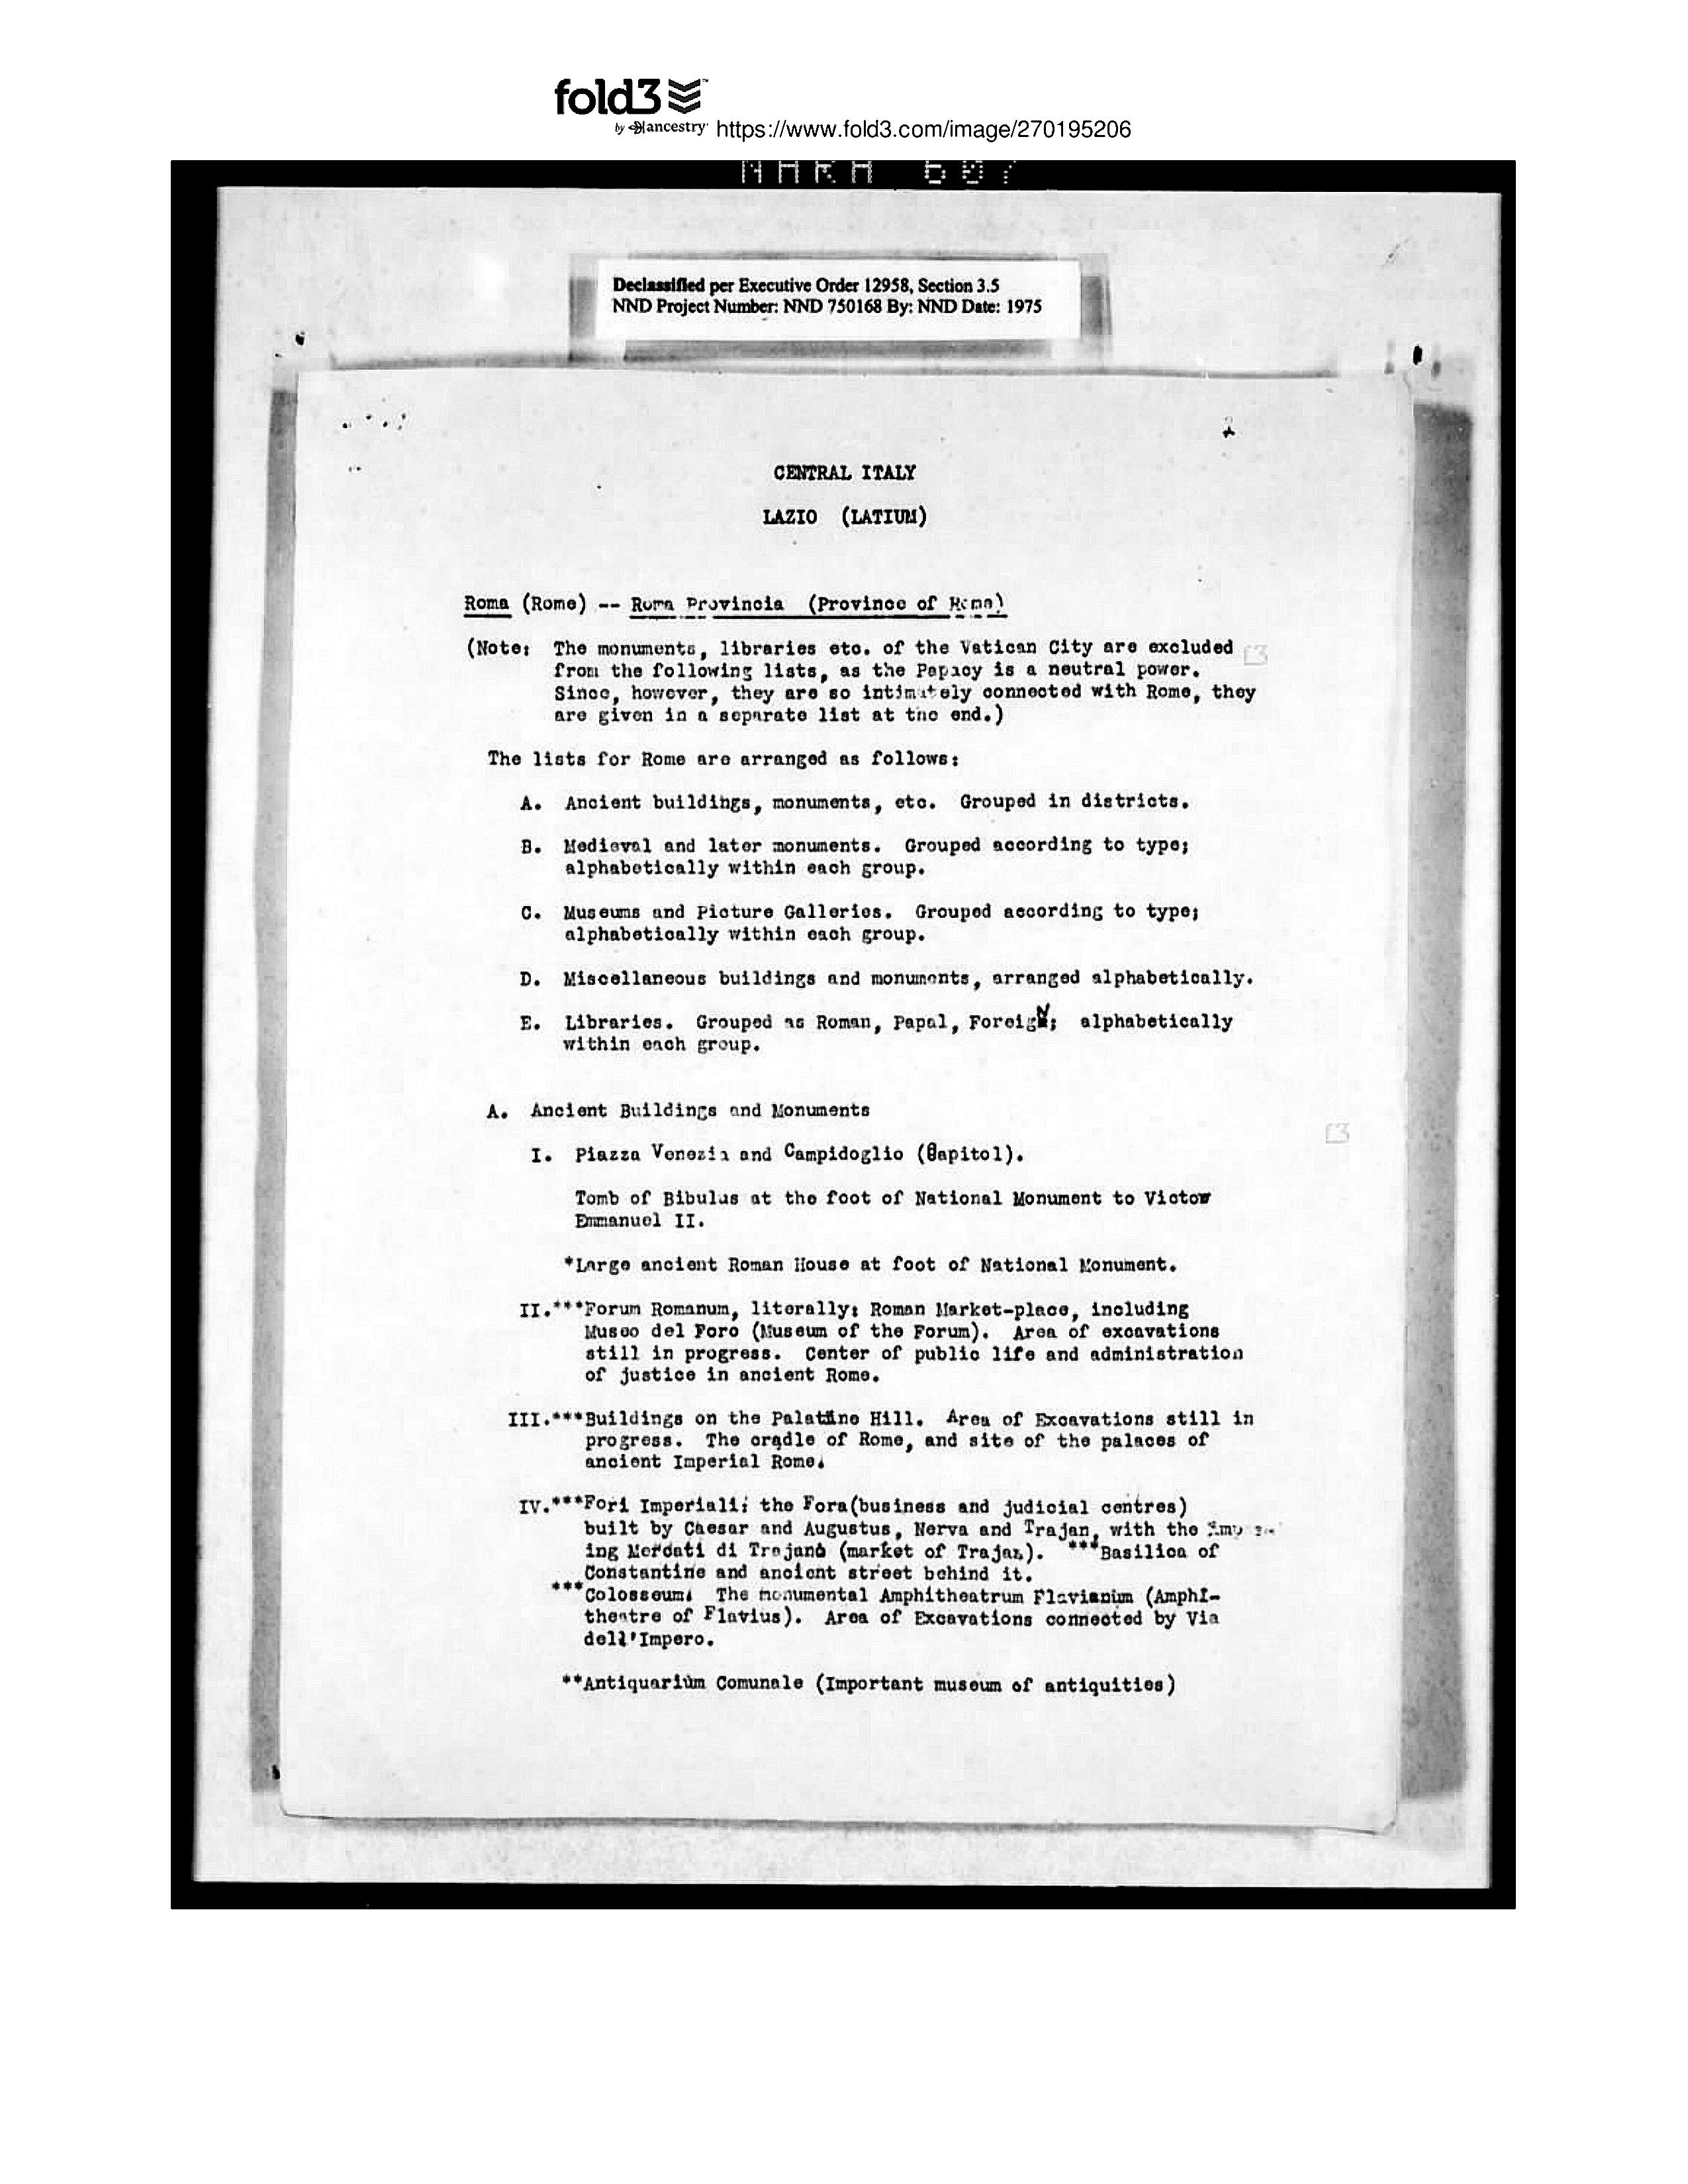 fold3
by ancestry https://www.fold3.com/image/270195206
NARA 607
Declassified per Executive Order 12958, Section 3.5
NND Project Number: NND 750168 By: NND Date: 1975
CENTRAL ITALY
LAZIO (LATIUM)
Roma (Rome) -- Roma Provincia (Province of Roma)
(Note: The monuments, libraries etc. of the Vatican City are excluded
from the following lists, as the Papacy is a neutral power.
Since, however, they are so intimately connected with Rome, they
are given in a separate list at the end.)
The lists for Rome are arranged as follows:
A. Ancient buildings, monuments, etc. Grouped in districts.
B. Medieval and later monuments. Grouped according to type;
alphabetically within each group.
C. Museums and Picture Galleries. Grouped according to type;
alphabetically within each group.
D. Miscellaneous buildings and monuments, arranged alphabetically.
E. Libraries. Grouped as Roman, Papal, Foreign; alphabetically
within each group.
A. Ancient Buildings and Monuments
I. Piazza Venezia and Campidoglio (Capitol).
Tomb of Bibulus at the foot of National Monument to Victor
Emmanuel II.
*Large ancient Roman House at foot of National Monument.
II.***Forum Romanum, literally: Roman Market-place, including
Museo del Foro (Museum of the Forum). Area of excavations
still in progress. Center of public life and administration
of justice in ancient Rome.
III.***Buildings on the Palatine Hill. Area of Excavations still in
progress. The cradle of Rome, and site of the palaces of
ancient Imperial Rome.
IV.***Fori Imperiali: the Fora(business and judicial centres)
built by Caesar and Augustus, Nerva and Trajan, with the
ing Mercati di Trajano (market of Trajan). ***Basilica of
Constantine and ancient street behind it.
***Colosseum. The monumental Amphitheatrum Flavianum (Amphi-
theatre of Flavius). Area of Excavations connected by Via
dell'Impero.
**Antiquarium Comunale (Important museum of antiquities)